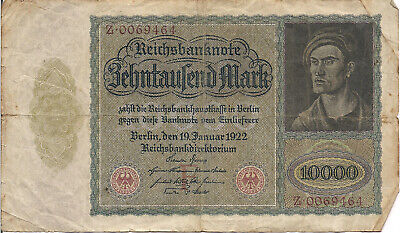 Z·0069464
Reichsbanknote
Zehntausend Mark
zahlt die Reichsbankhauptkasse in Berlin
gegen diese Banknote dem Einlieferer
Berlin, den 19. Januar 1922
Reichsbankdirektorium
10000
Z·0069464